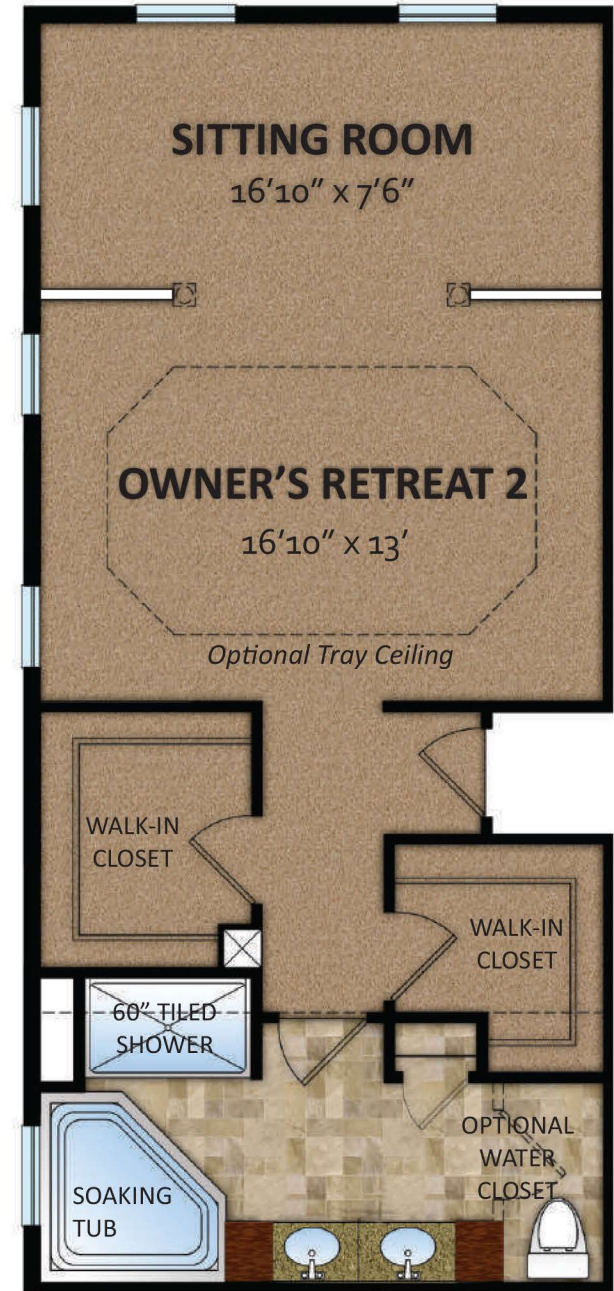 SITTING ROOM
16'10" x 7'6"
OWNER'S RETREAT 2
16'10" x 13'
Optional Tray Ceiling
WALK-IN
CLOSET
WALK-IN
CLOSET
60" TILED
SHOWER
OPTIONAL
WATER
CLOSET
SOAKING
TUB